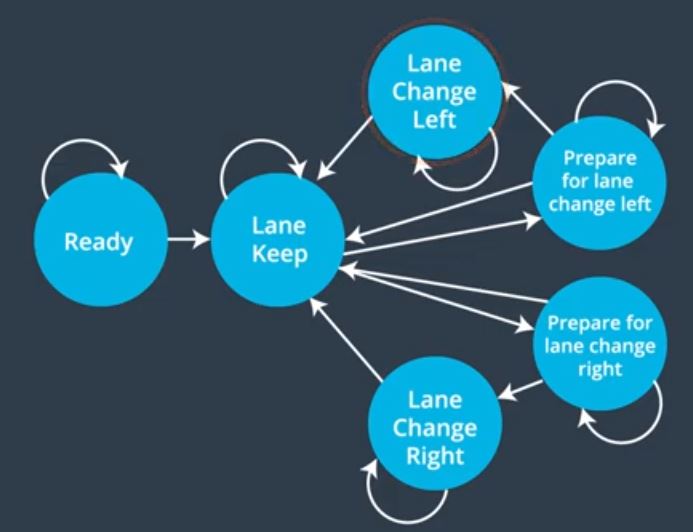 Ready
Lane
Keep
Lane
Change
Left
Prepare
for lane
change left
Prepare for
lane change
right
Lane
Change
Right